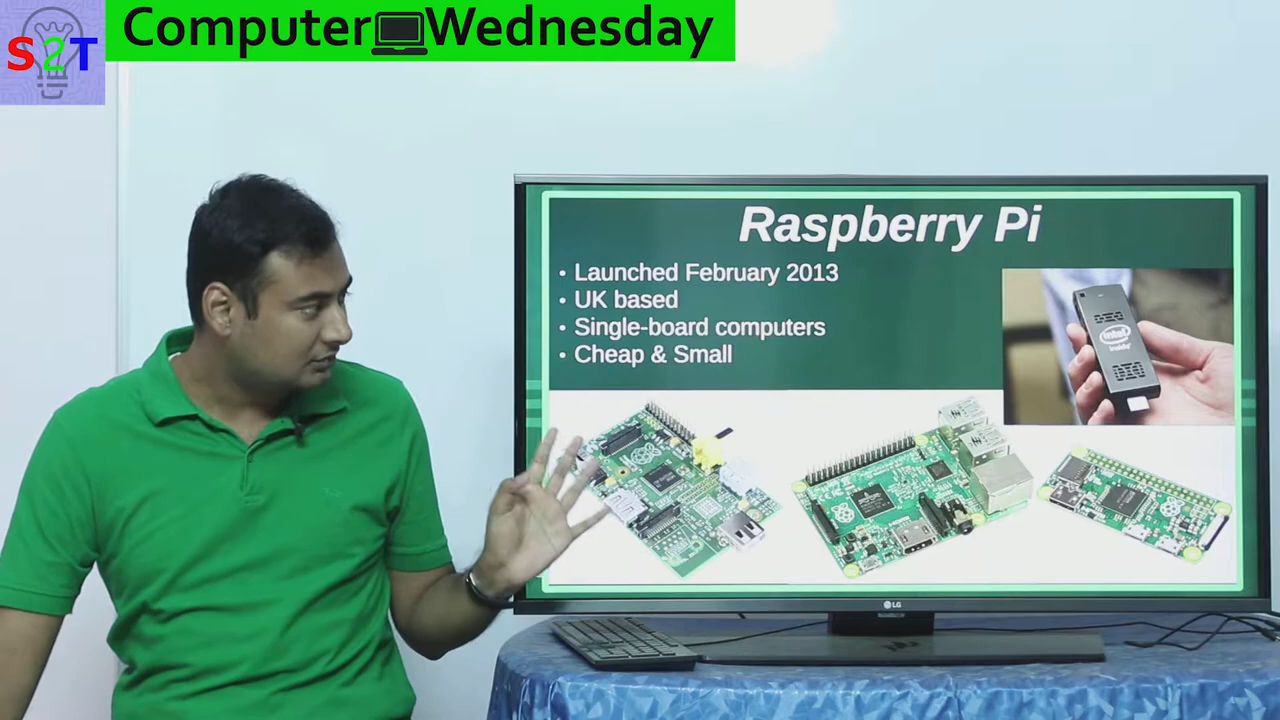 Computer Wednesday
S2T
Raspberry Pi
• Launched February 2013
• UK based
• Single-board computers
• Cheap & Small
intel
inside
LG